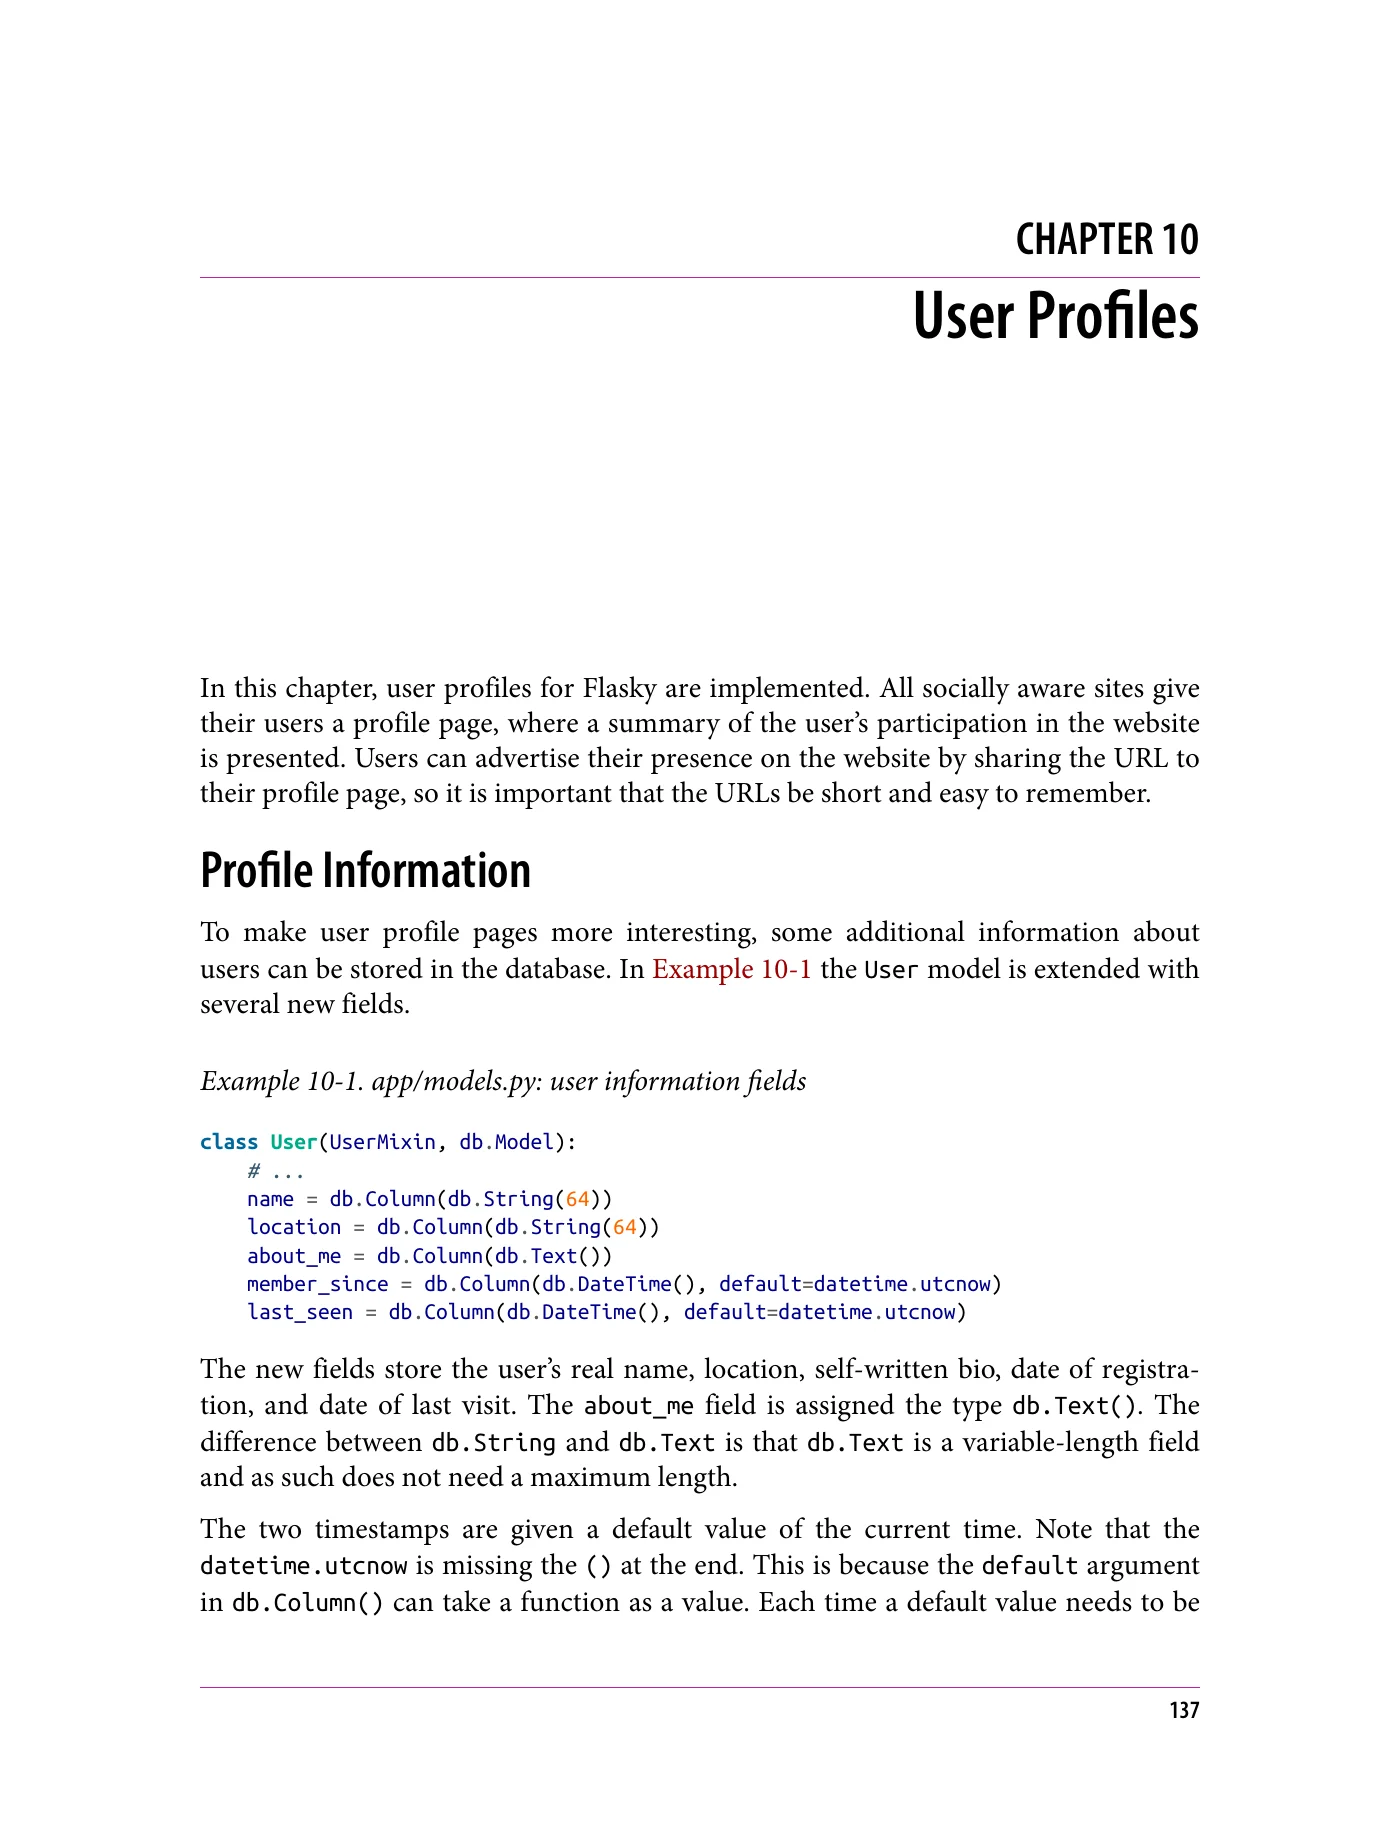 CHAPTER 10
User Profiles
In this chapter, user profiles for Flasky are implemented. All socially aware sites give
their users a profile page, where a summary of the user’s participation in the website
is presented. Users can advertise their presence on the website by sharing the URL to
their profile page, so it is important that the URLs be short and easy to remember.
Profile Information
To make user profile pages more interesting, some additional information about
users can be stored in the database. In Example 10-1 the User model is extended with
several new fields.
Example 10-1. app/models.py: user information fields
class User(UserMixin, db.Model):
    # ...
    name = db.Column(db.String(64))
    location = db.Column(db.String(64))
    about_me = db.Column(db.Text())
    member_since = db.Column(db.DateTime(), default=datetime.utcnow)
    last_seen = db.Column(db.DateTime(), default=datetime.utcnow)
The new fields store the user’s real name, location, self-written bio, date of registra-
tion, and date of last visit. The about_me field is assigned the type db.Text(). The
difference between db.String and db.Text is that db.Text is a variable-length field
and as such does not need a maximum length.
The two timestamps are given a default value of the current time. Note that the
datetime.utcnow is missing the () at the end. This is because the default argument
in db.Column() can take a function as a value. Each time a default value needs to be
137